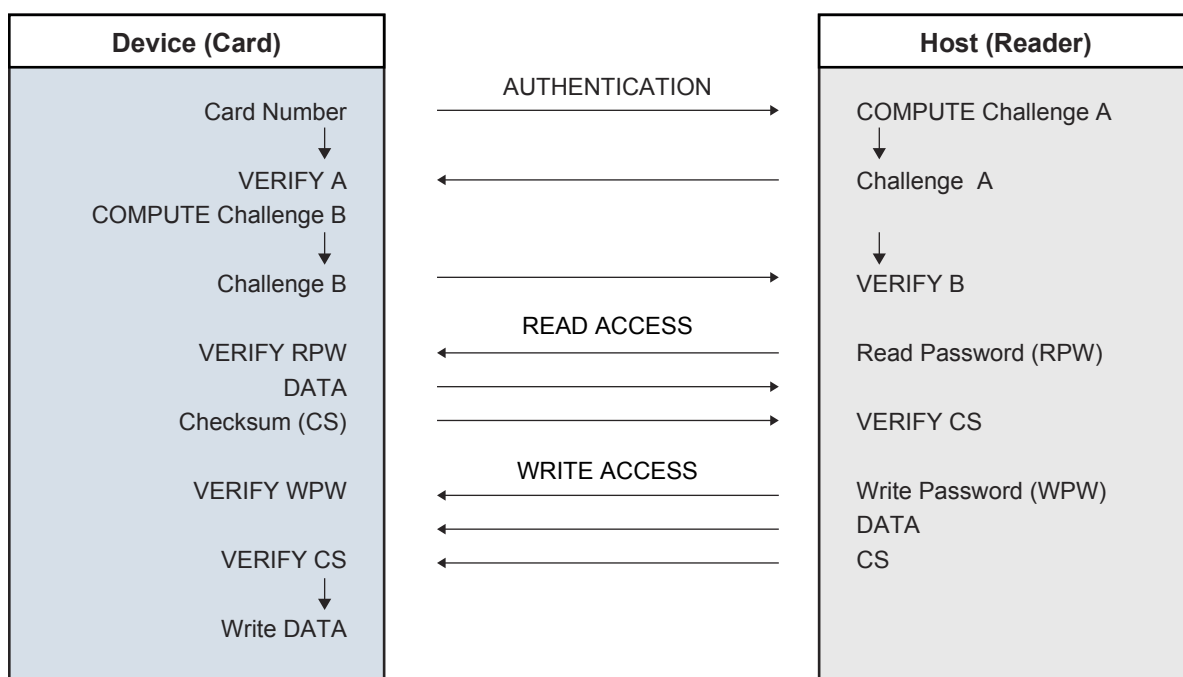 Device (Card)
Host (Reader)
AUTHENTICATION
Card Number
COMPUTE Challenge A
VERIFY A
Challenge A
COMPUTE Challenge B
Challenge B
VERIFY B
READ ACCESS
VERIFY RPW
Read Password (RPW)
DATA
Checksum (CS)
VERIFY CS
WRITE ACCESS
VERIFY WPW
Write Password (WPW)
DATA
VERIFY CS
CS
Write DATA